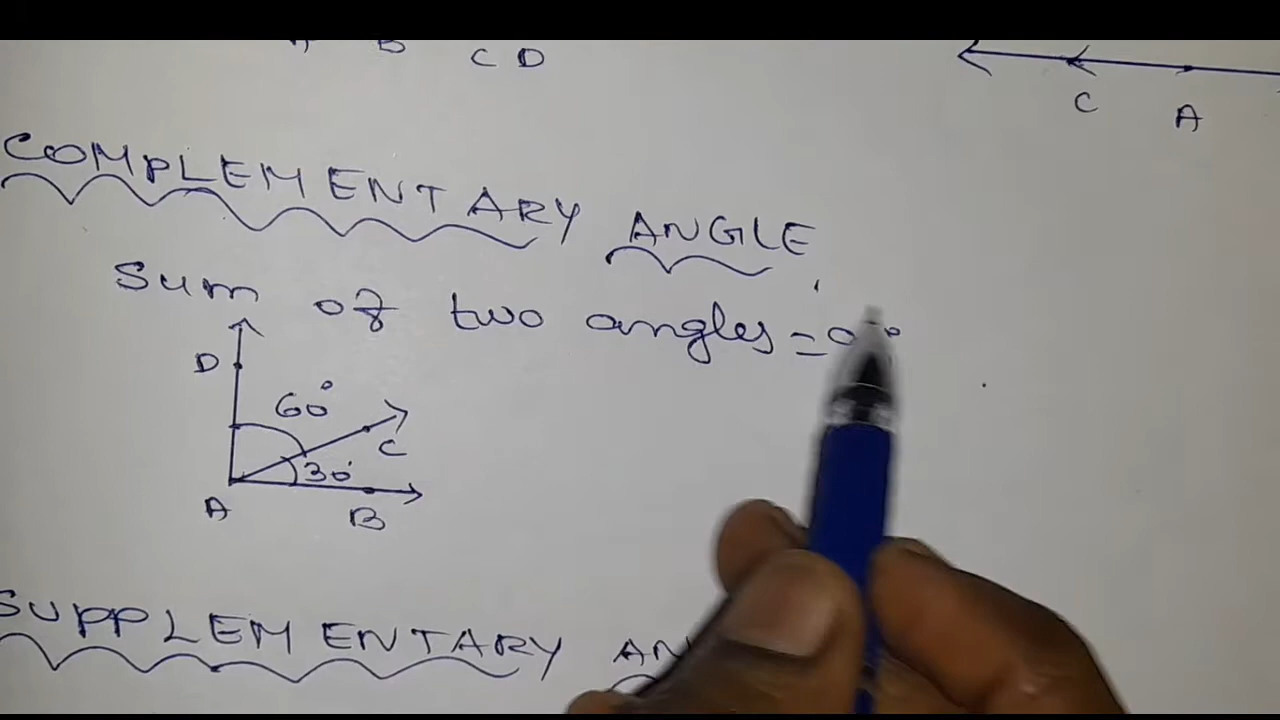 C D
C A
COMPLEMENTARY ANGLE
Sum of two angles =
D
60°
C
30°
A B
SUPPLEMENTARY